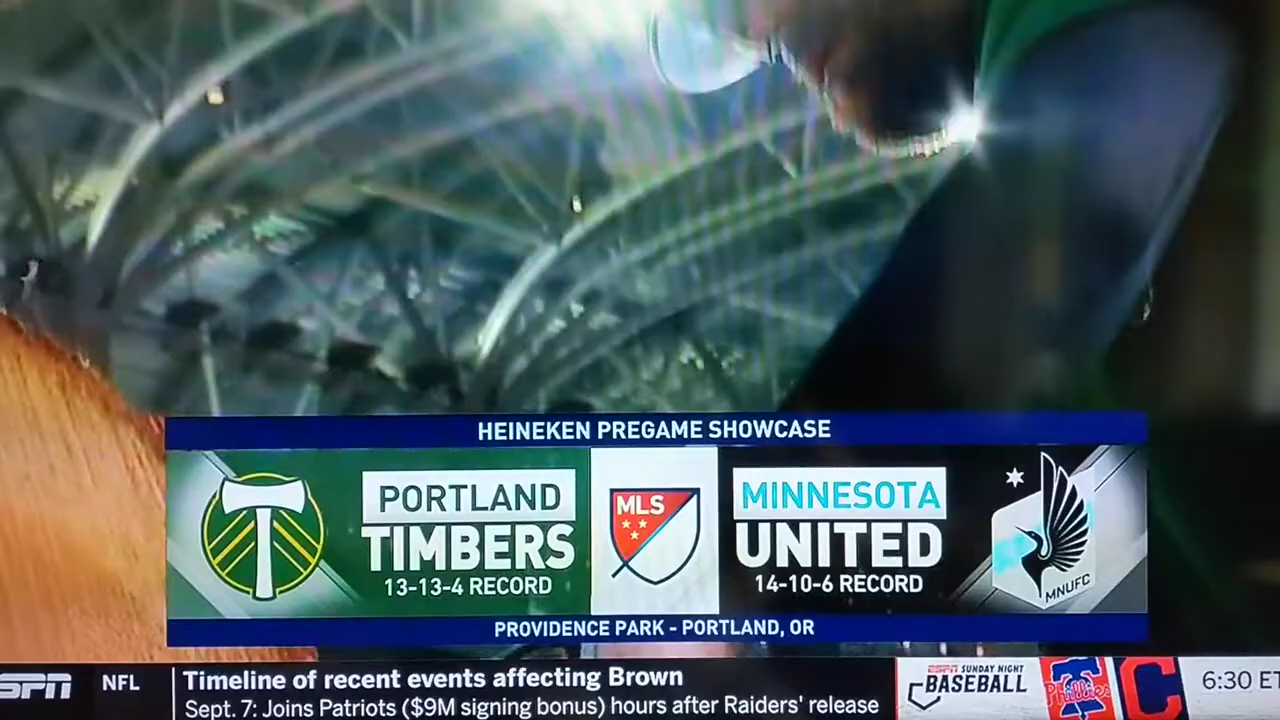 HEINEKEN PREGAME SHOWCASE
PORTLAND
TIMBERS
13-13-4 RECORD
MLS
MINNESOTA
UNITED
14-10-6 RECORD
MNUFC
PROVIDENCE PARK - PORTLAND, OR
ESPN
NFL
Timeline of recent events affecting Brown
Sept. 7: Joins Patriots ($9M signing bonus) hours after Raiders' release
ESPN SUNDAY NIGHT
BASEBALL
Phillies
C
6:30 ET